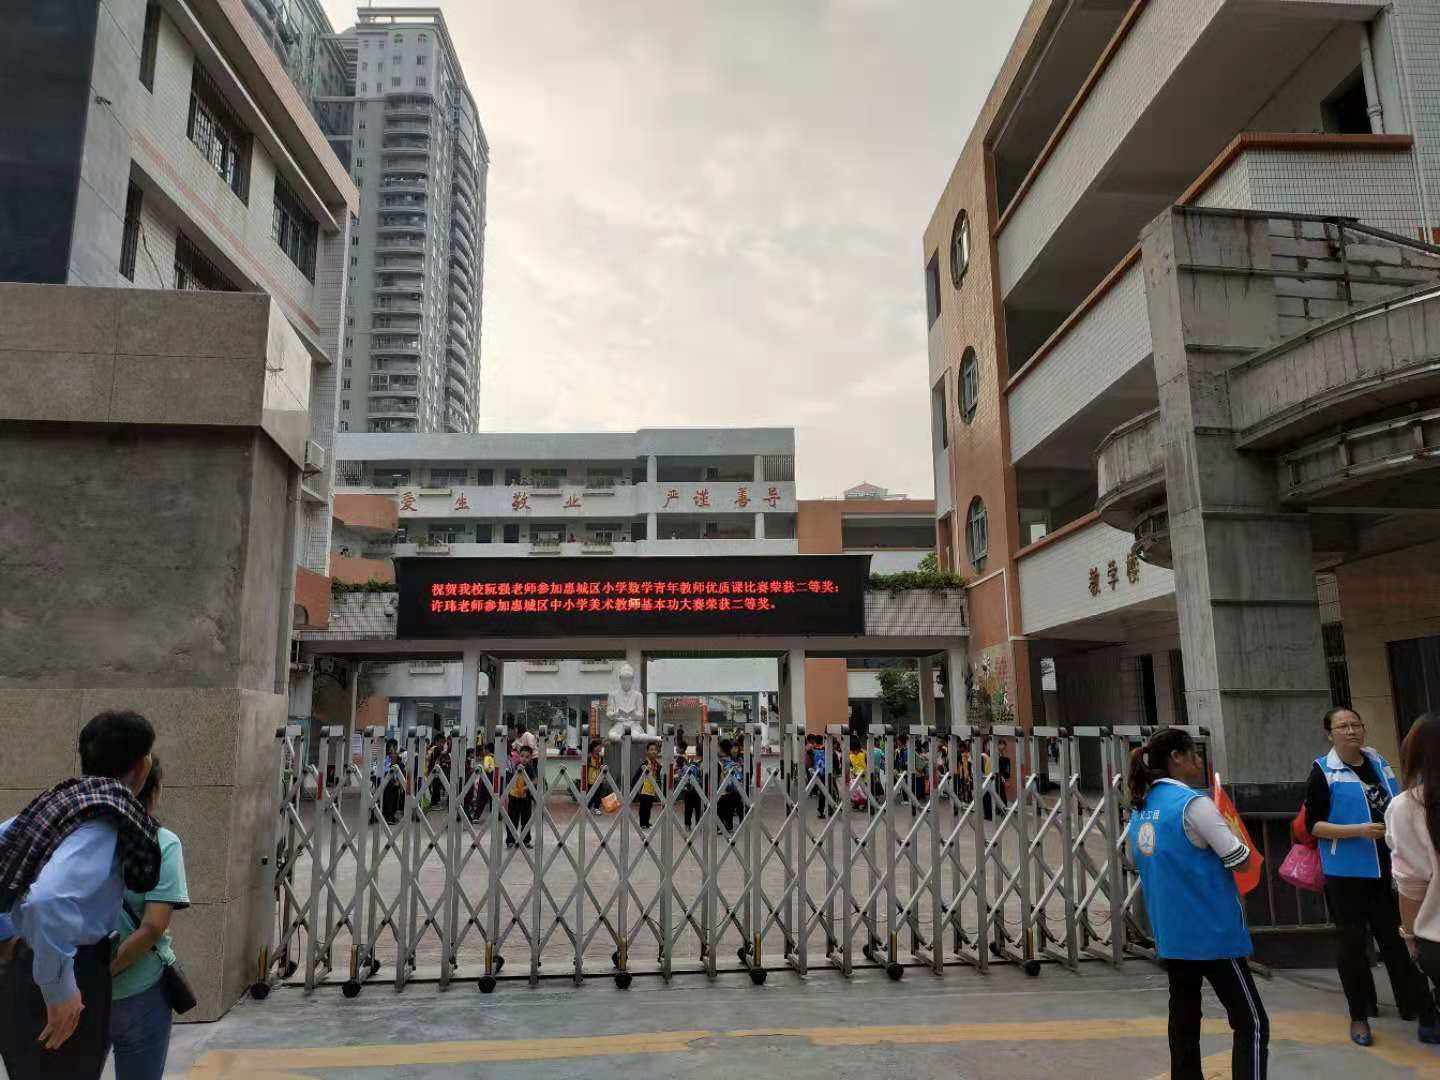 爱生敬业 严谨善导
祝贺我校阮强老师参加惠城区小学数学青年教师优质课比赛荣获二等奖；
许玮老师参加惠城区中小学美术教师基本功大赛荣获二等奖。
教学楼